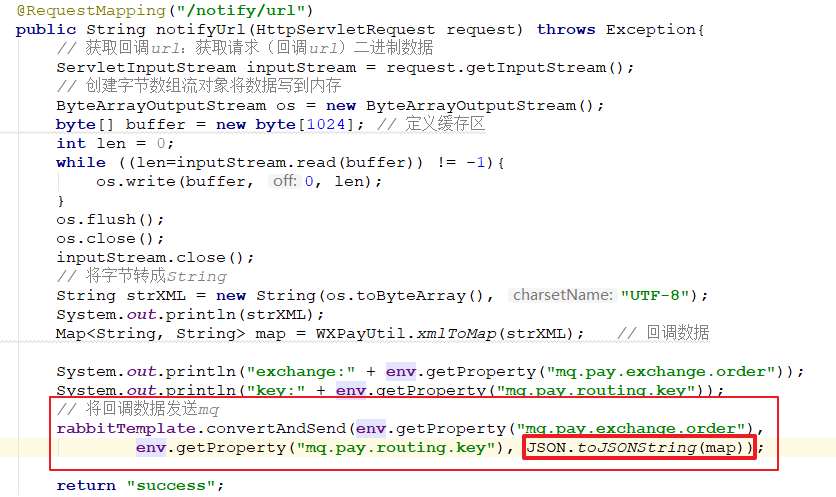 @RequestMapping("/notify/url")
public String notifyUrl(HttpServletRequest request) throws Exception{
// 获取回调url：获取请求（回调url）二进制数据
ServletInputStream inputStream = request.getInputStream();
// 创建字节数组流对象将数据写到内存
ByteArrayOutputStream os = new ByteArrayOutputStream();
byte[] buffer = new byte[1024]; // 定义缓存区
int len = 0;
while ((len=inputStream.read(buffer)) != -1){
os.write(buffer, off: 0, len);
}
os.flush();
os.close();
inputStream.close();
// 将字节转成String
String strXML = new String(os.toByteArray(), charsetName: "UTF-8");
System.out.println(strXML);
Map<String, String> map = WXPayUtil.xmlToMap(strXML); // 回调数据
System.out.println("exchange:" + env.getProperty("mq.pay.exchange.order"));
System.out.println("key:" + env.getProperty("mq.pay.routing.key"));
// 将回调数据发送mq
rabbitTemplate.convertAndSend(env.getProperty("mq.pay.exchange.order"),
env.getProperty("mq.pay.routing.key"), JSON.toJSONString(map));
return "success";